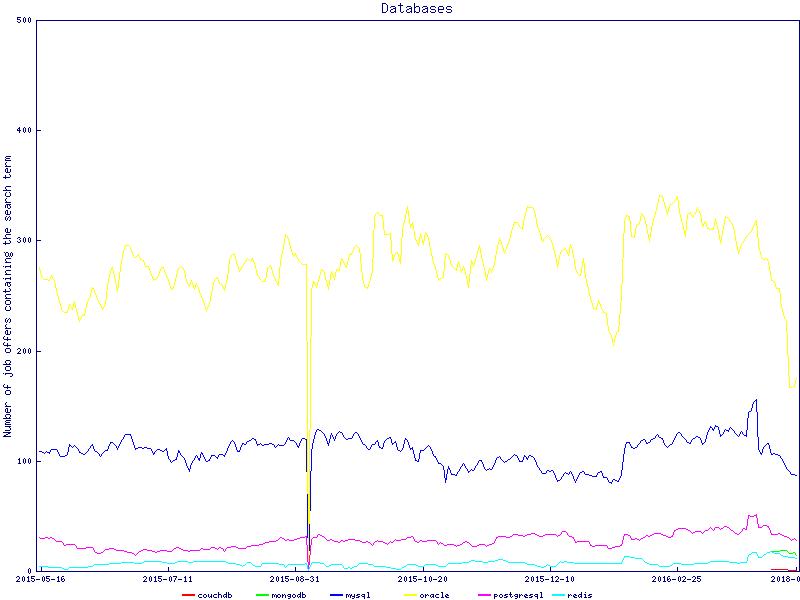 Databases
Number of job offers containing the search term
500
400
300
200
100
0
2015-05-16 2015-07-11 2015-08-31 2015-10-20 2015-12-10 2016-02-25 2018-0
couchdb mongodb mysql oracle postgresql redis